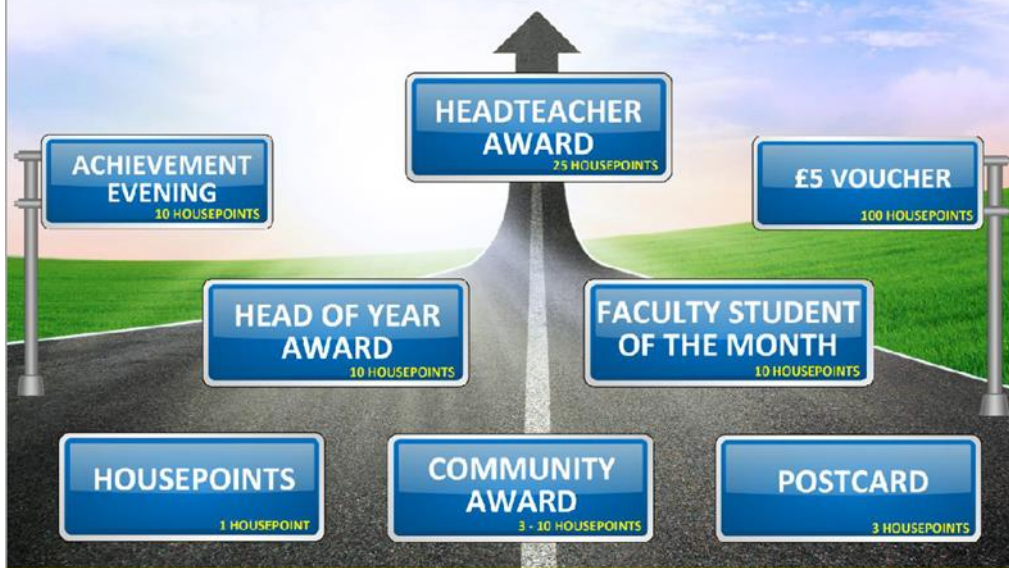 HEADTEACHER
AWARD
25 HOUSEPOINTS
ACHIEVEMENT
EVENING
10 HOUSEPOINTS
£5 VOUCHER
100 HOUSEPOINTS
HEAD OF YEAR
AWARD
10 HOUSEPOINTS
FACULTY STUDENT
OF THE MONTH
10 HOUSEPOINTS
HOUSEPOINTS
1 HOUSEPOINT
COMMUNITY
AWARD
3 - 10 HOUSEPOINTS
POSTCARD
3 HOUSEPOINTS